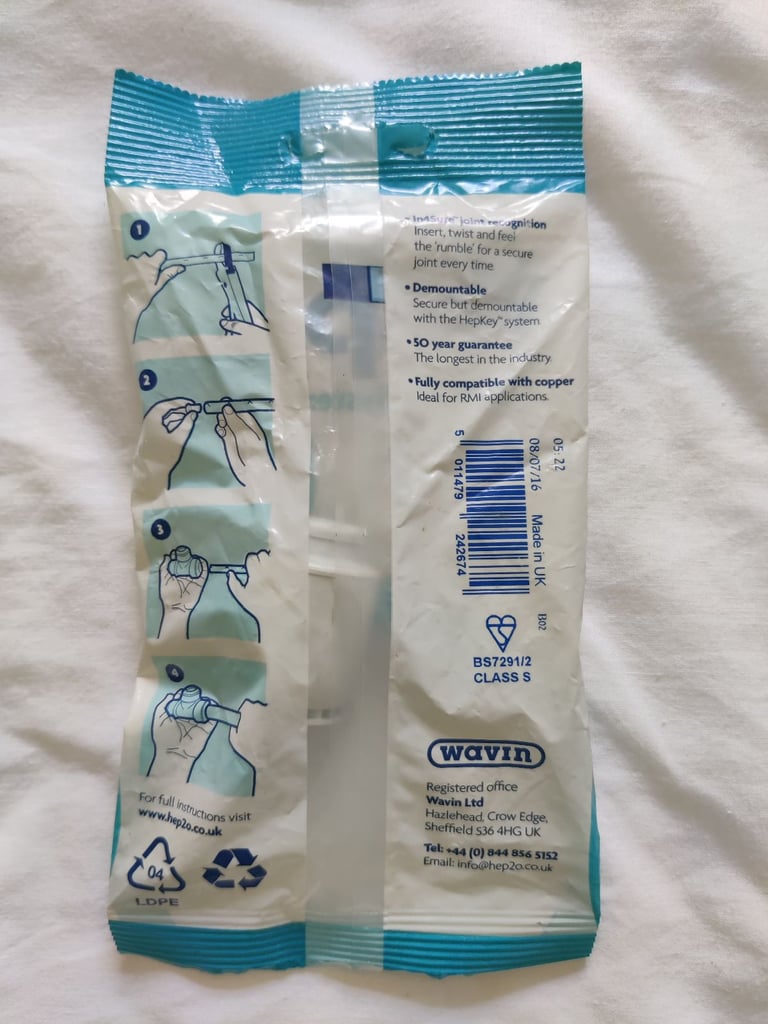 1
2
3
4
For full instructions visit
www.hep2o.co.uk
04
LDPE
• In4Sure™ joint recognition
Insert, twist and feel
the 'rumble' for a secure
joint every time
• Demountable
Secure but demountable
with the HepKey™ system
• 50 year guarantee
The longest in the industry.
• Fully compatible with copper
Ideal for RMI applications.
05:22
08/07/16 Made in UK
5 011479 242674
B02
BS7291/2
CLASS S
wavin
Registered office
Wavin Ltd
Hazlehead, Crow Edge,
Sheffield S36 4HG UK
Tel: +44 (0) 844 856 5152
Email: info@hep2o.co.uk